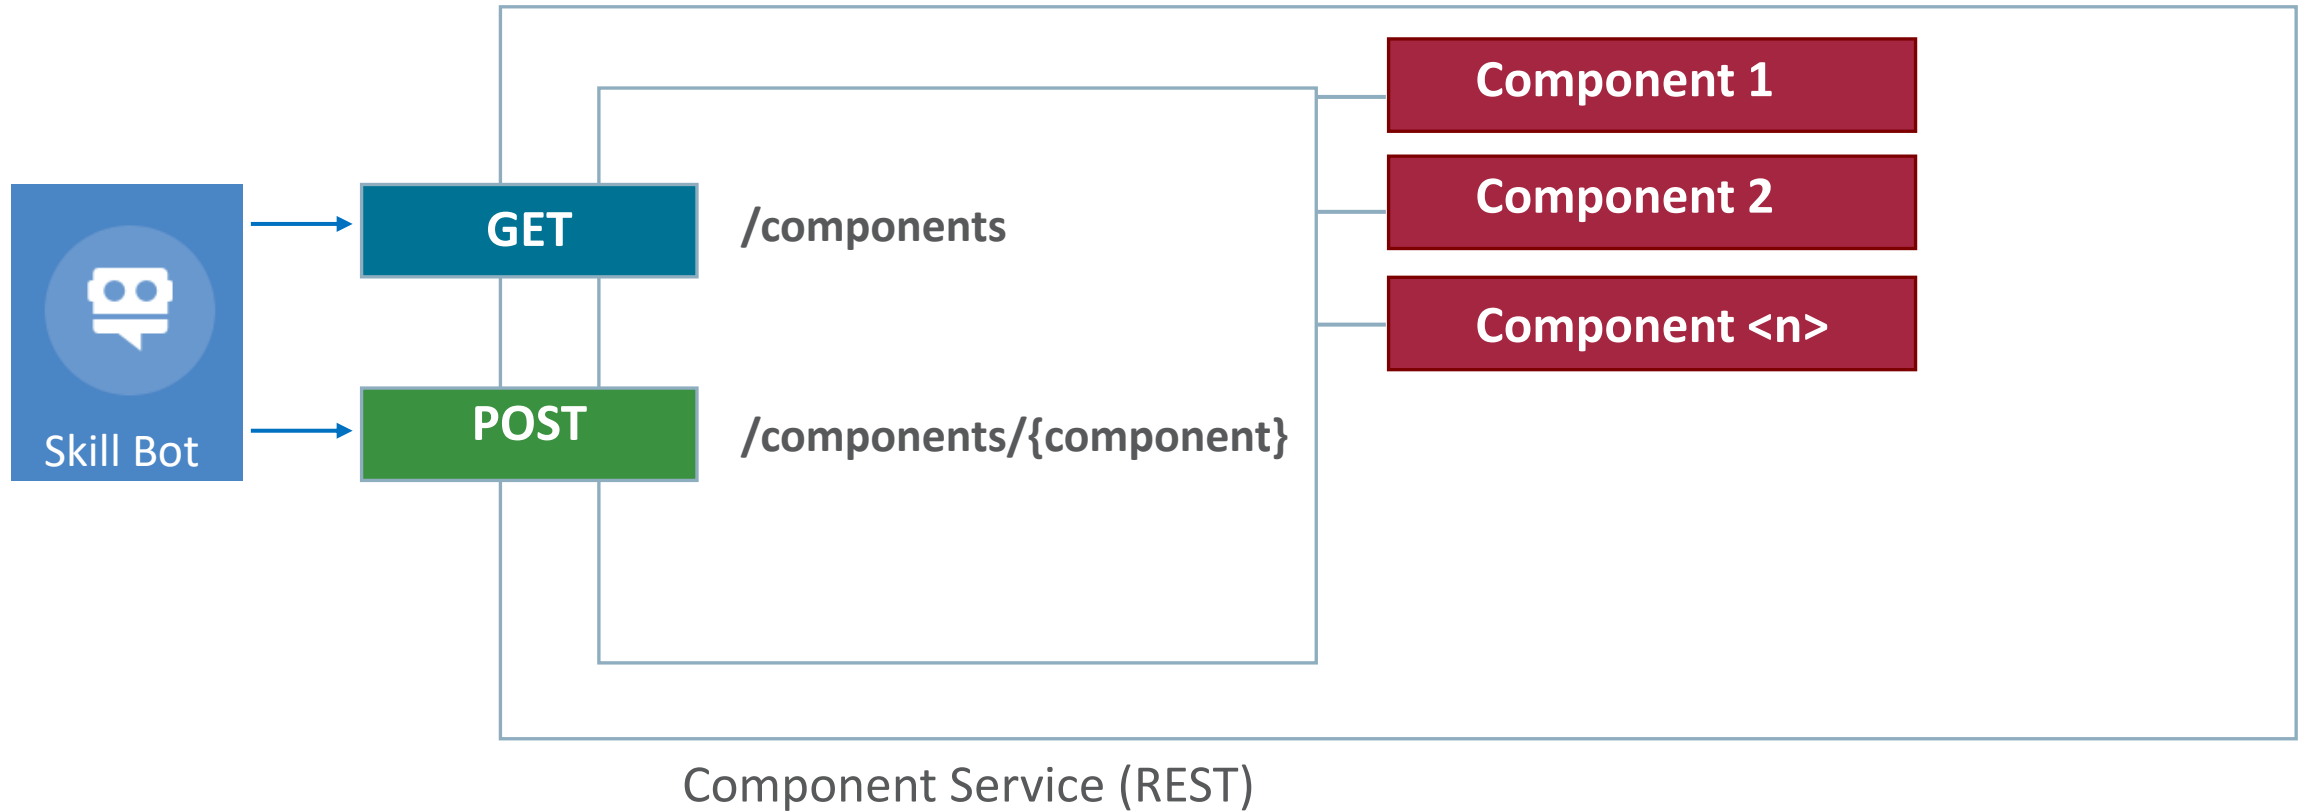 Skill Bot
GET
/components
POST
/components/{component}
Component 1
Component 2
Component <n>
Component Service (REST)